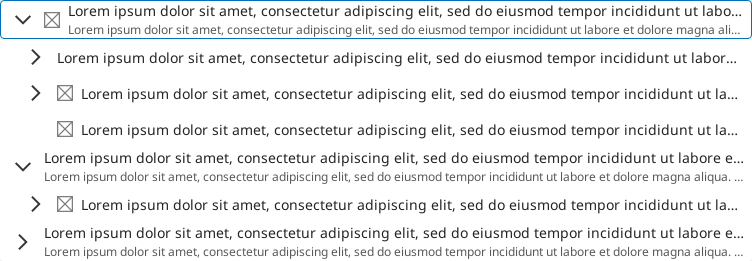 Lorem ipsum dolor sit amet, consectetur adipiscing elit, sed do eiusmod tempor incididunt ut labo...
Lorem ipsum dolor sit amet, consectetur adipiscing elit, sed do eiusmod tempor incididunt ut labore et dolore magna ali...
Lorem ipsum dolor sit amet, consectetur adipiscing elit, sed do eiusmod tempor incididunt ut labor...
Lorem ipsum dolor sit amet, consectetur adipiscing elit, sed do eiusmod tempor incididunt ut la...
Lorem ipsum dolor sit amet, consectetur adipiscing elit, sed do eiusmod tempor incididunt ut la...
Lorem ipsum dolor sit amet, consectetur adipiscing elit, sed do eiusmod tempor incididunt ut labore e...
Lorem ipsum dolor sit amet, consectetur adipiscing elit, sed do eiusmod tempor incididunt ut labore et dolore magna aliqua. ...
Lorem ipsum dolor sit amet, consectetur adipiscing elit, sed do eiusmod tempor incididunt ut la...
Lorem ipsum dolor sit amet, consectetur adipiscing elit, sed do eiusmod tempor incididunt ut labore e...
Lorem ipsum dolor sit amet, consectetur adipiscing elit, sed do eiusmod tempor incididunt ut labore et dolore magna aliqua. ...